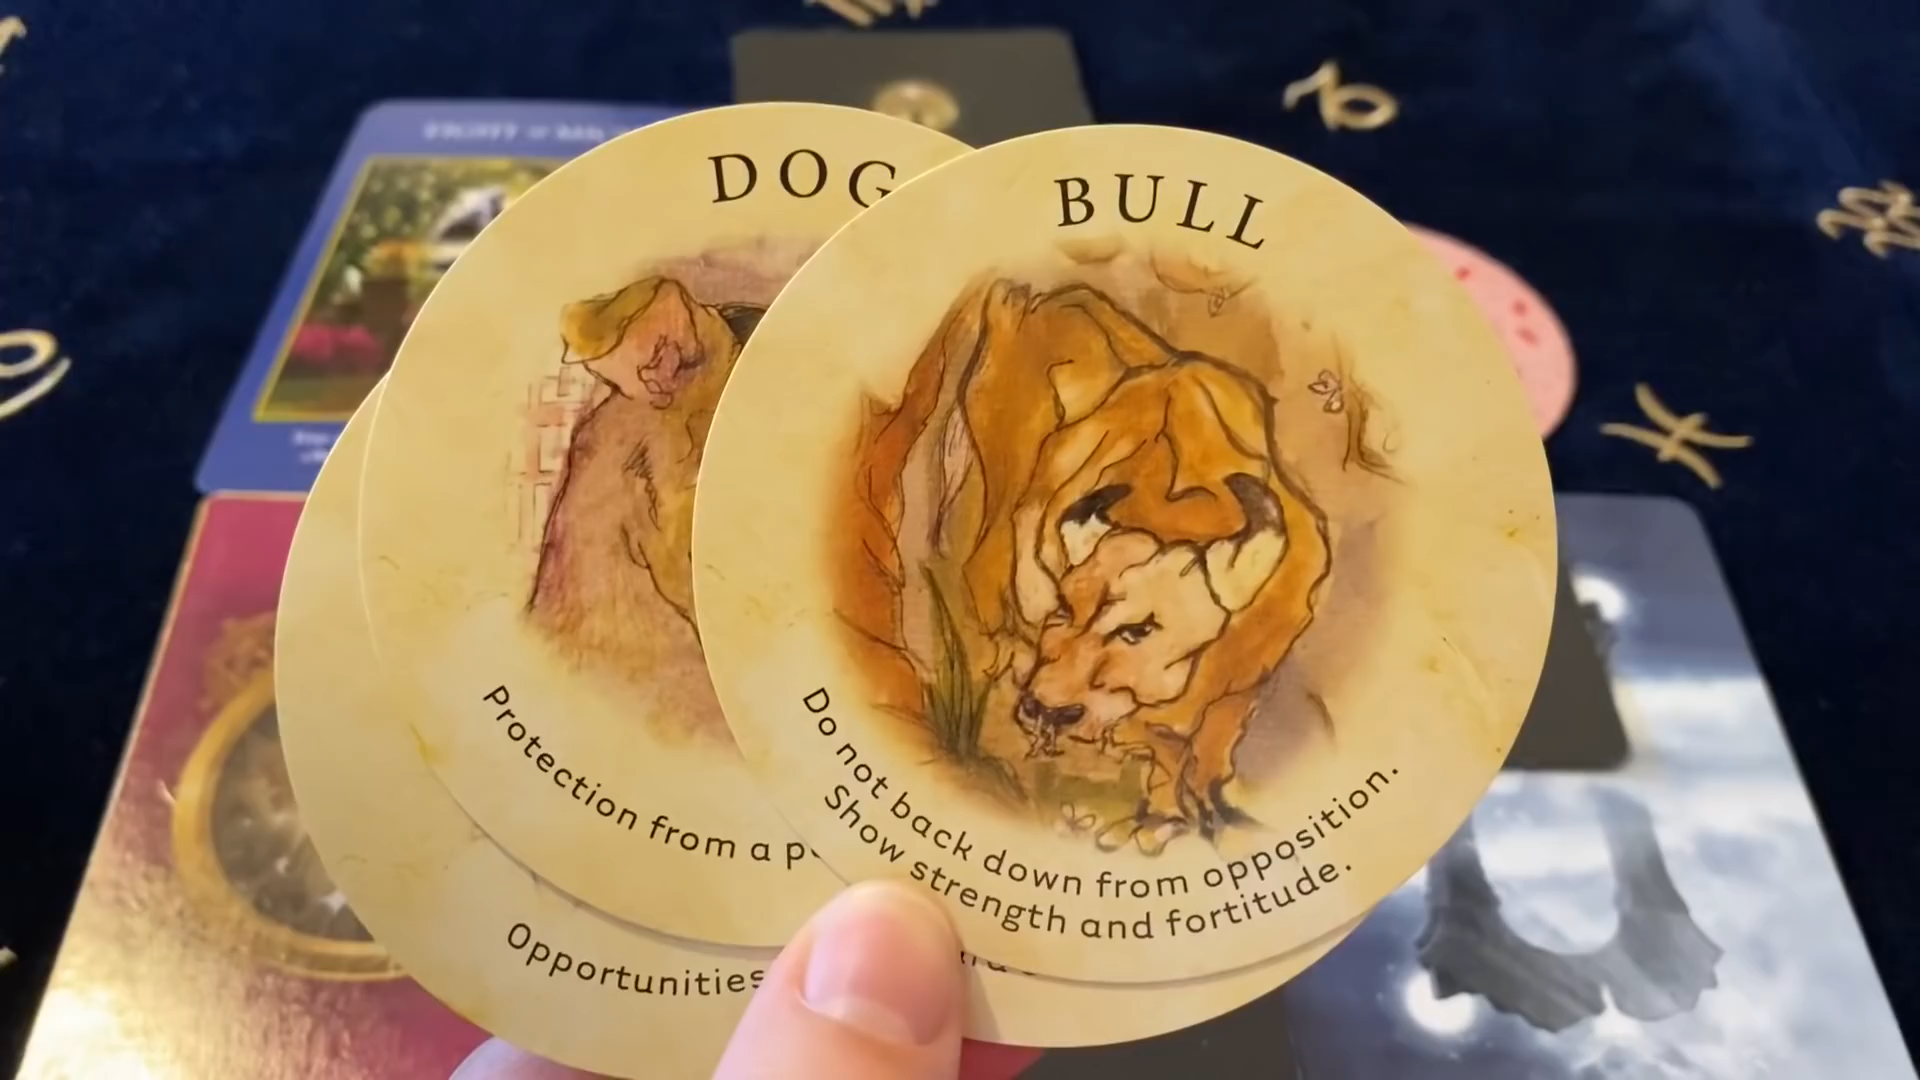 DOG
BULL
Protection from a
Do not back down from opposition.
Show strength and fortitude.
Opportunities